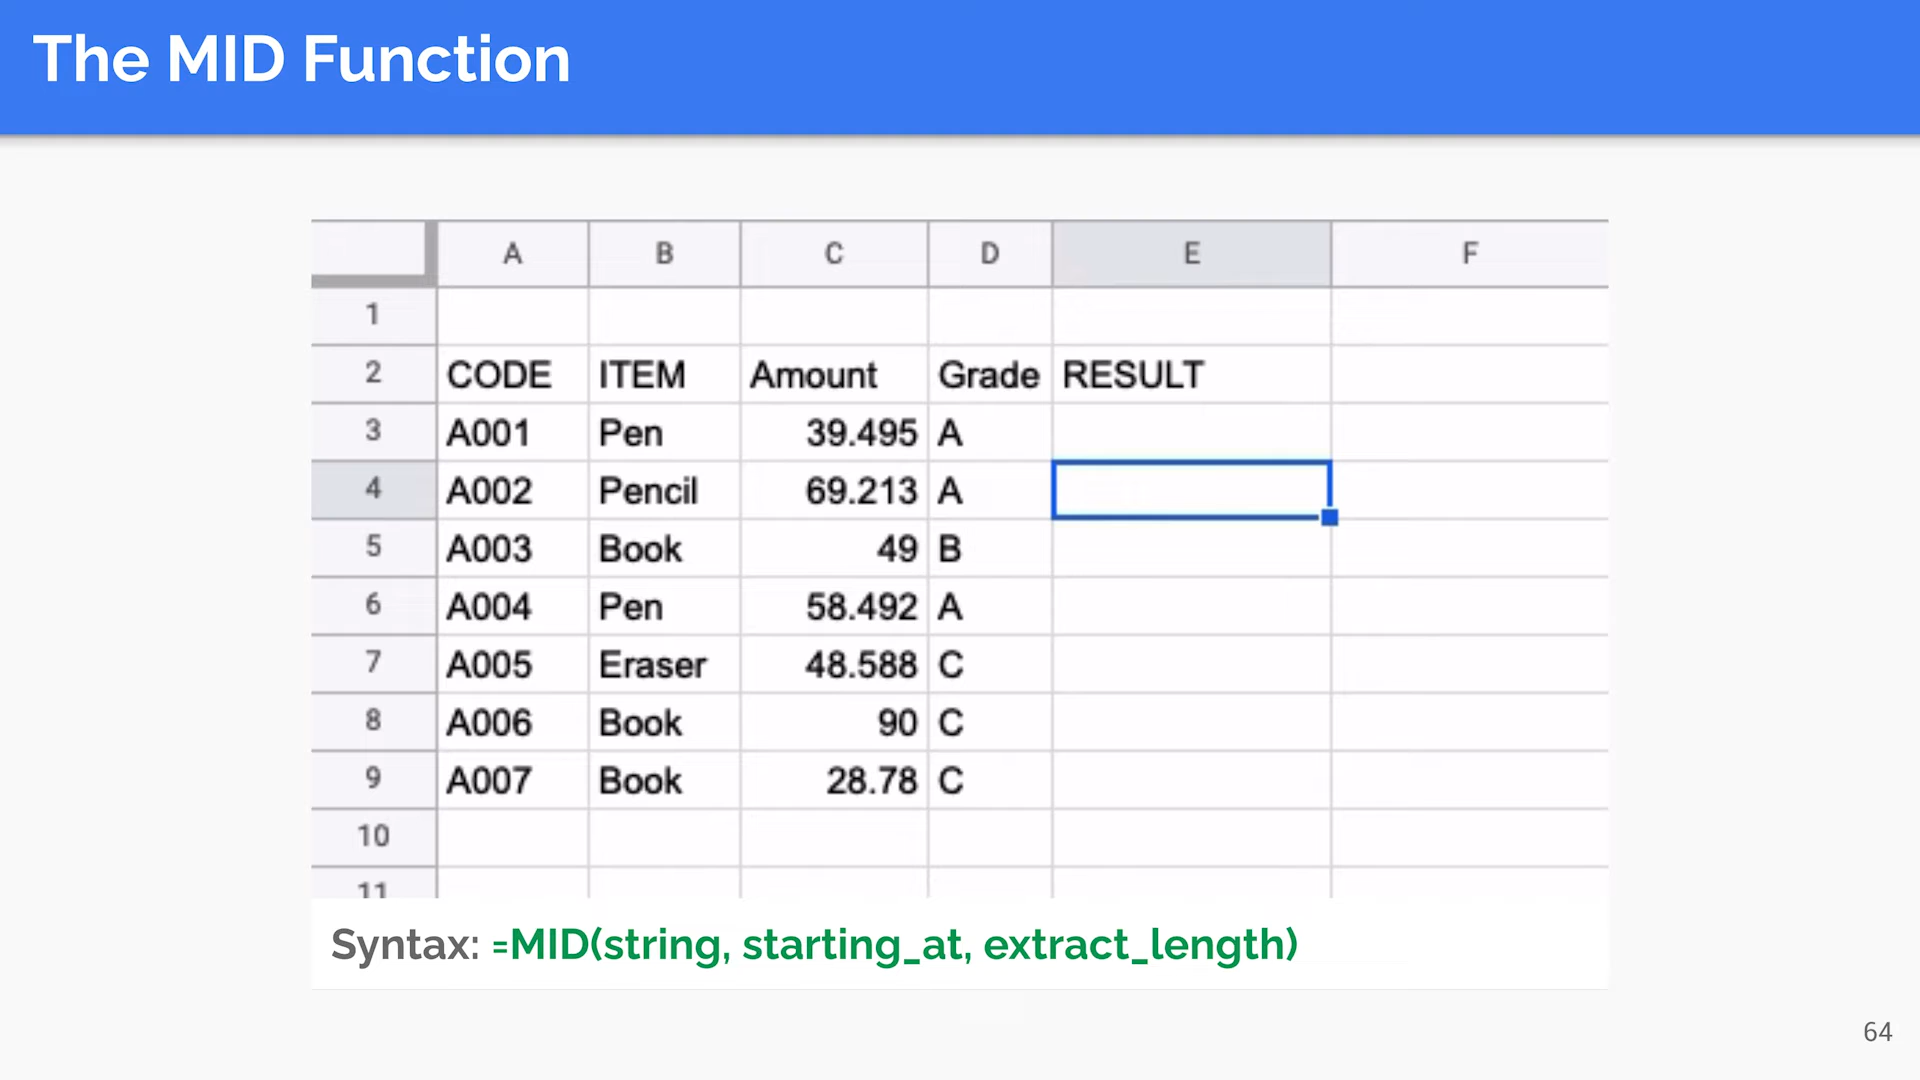 The MID Function
A B C D E F
1
2 CODE ITEM Amount Grade RESULT
3 A001 Pen 39.495 A
4 A002 Pencil 69.213 A
5 A003 Book 49 B
6 A004 Pen 58.492 A
7 A005 Eraser 48.588 C
8 A006 Book 90 C
9 A007 Book 28.78 C
10
11
Syntax: =MID(string, starting_at, extract_length)
64